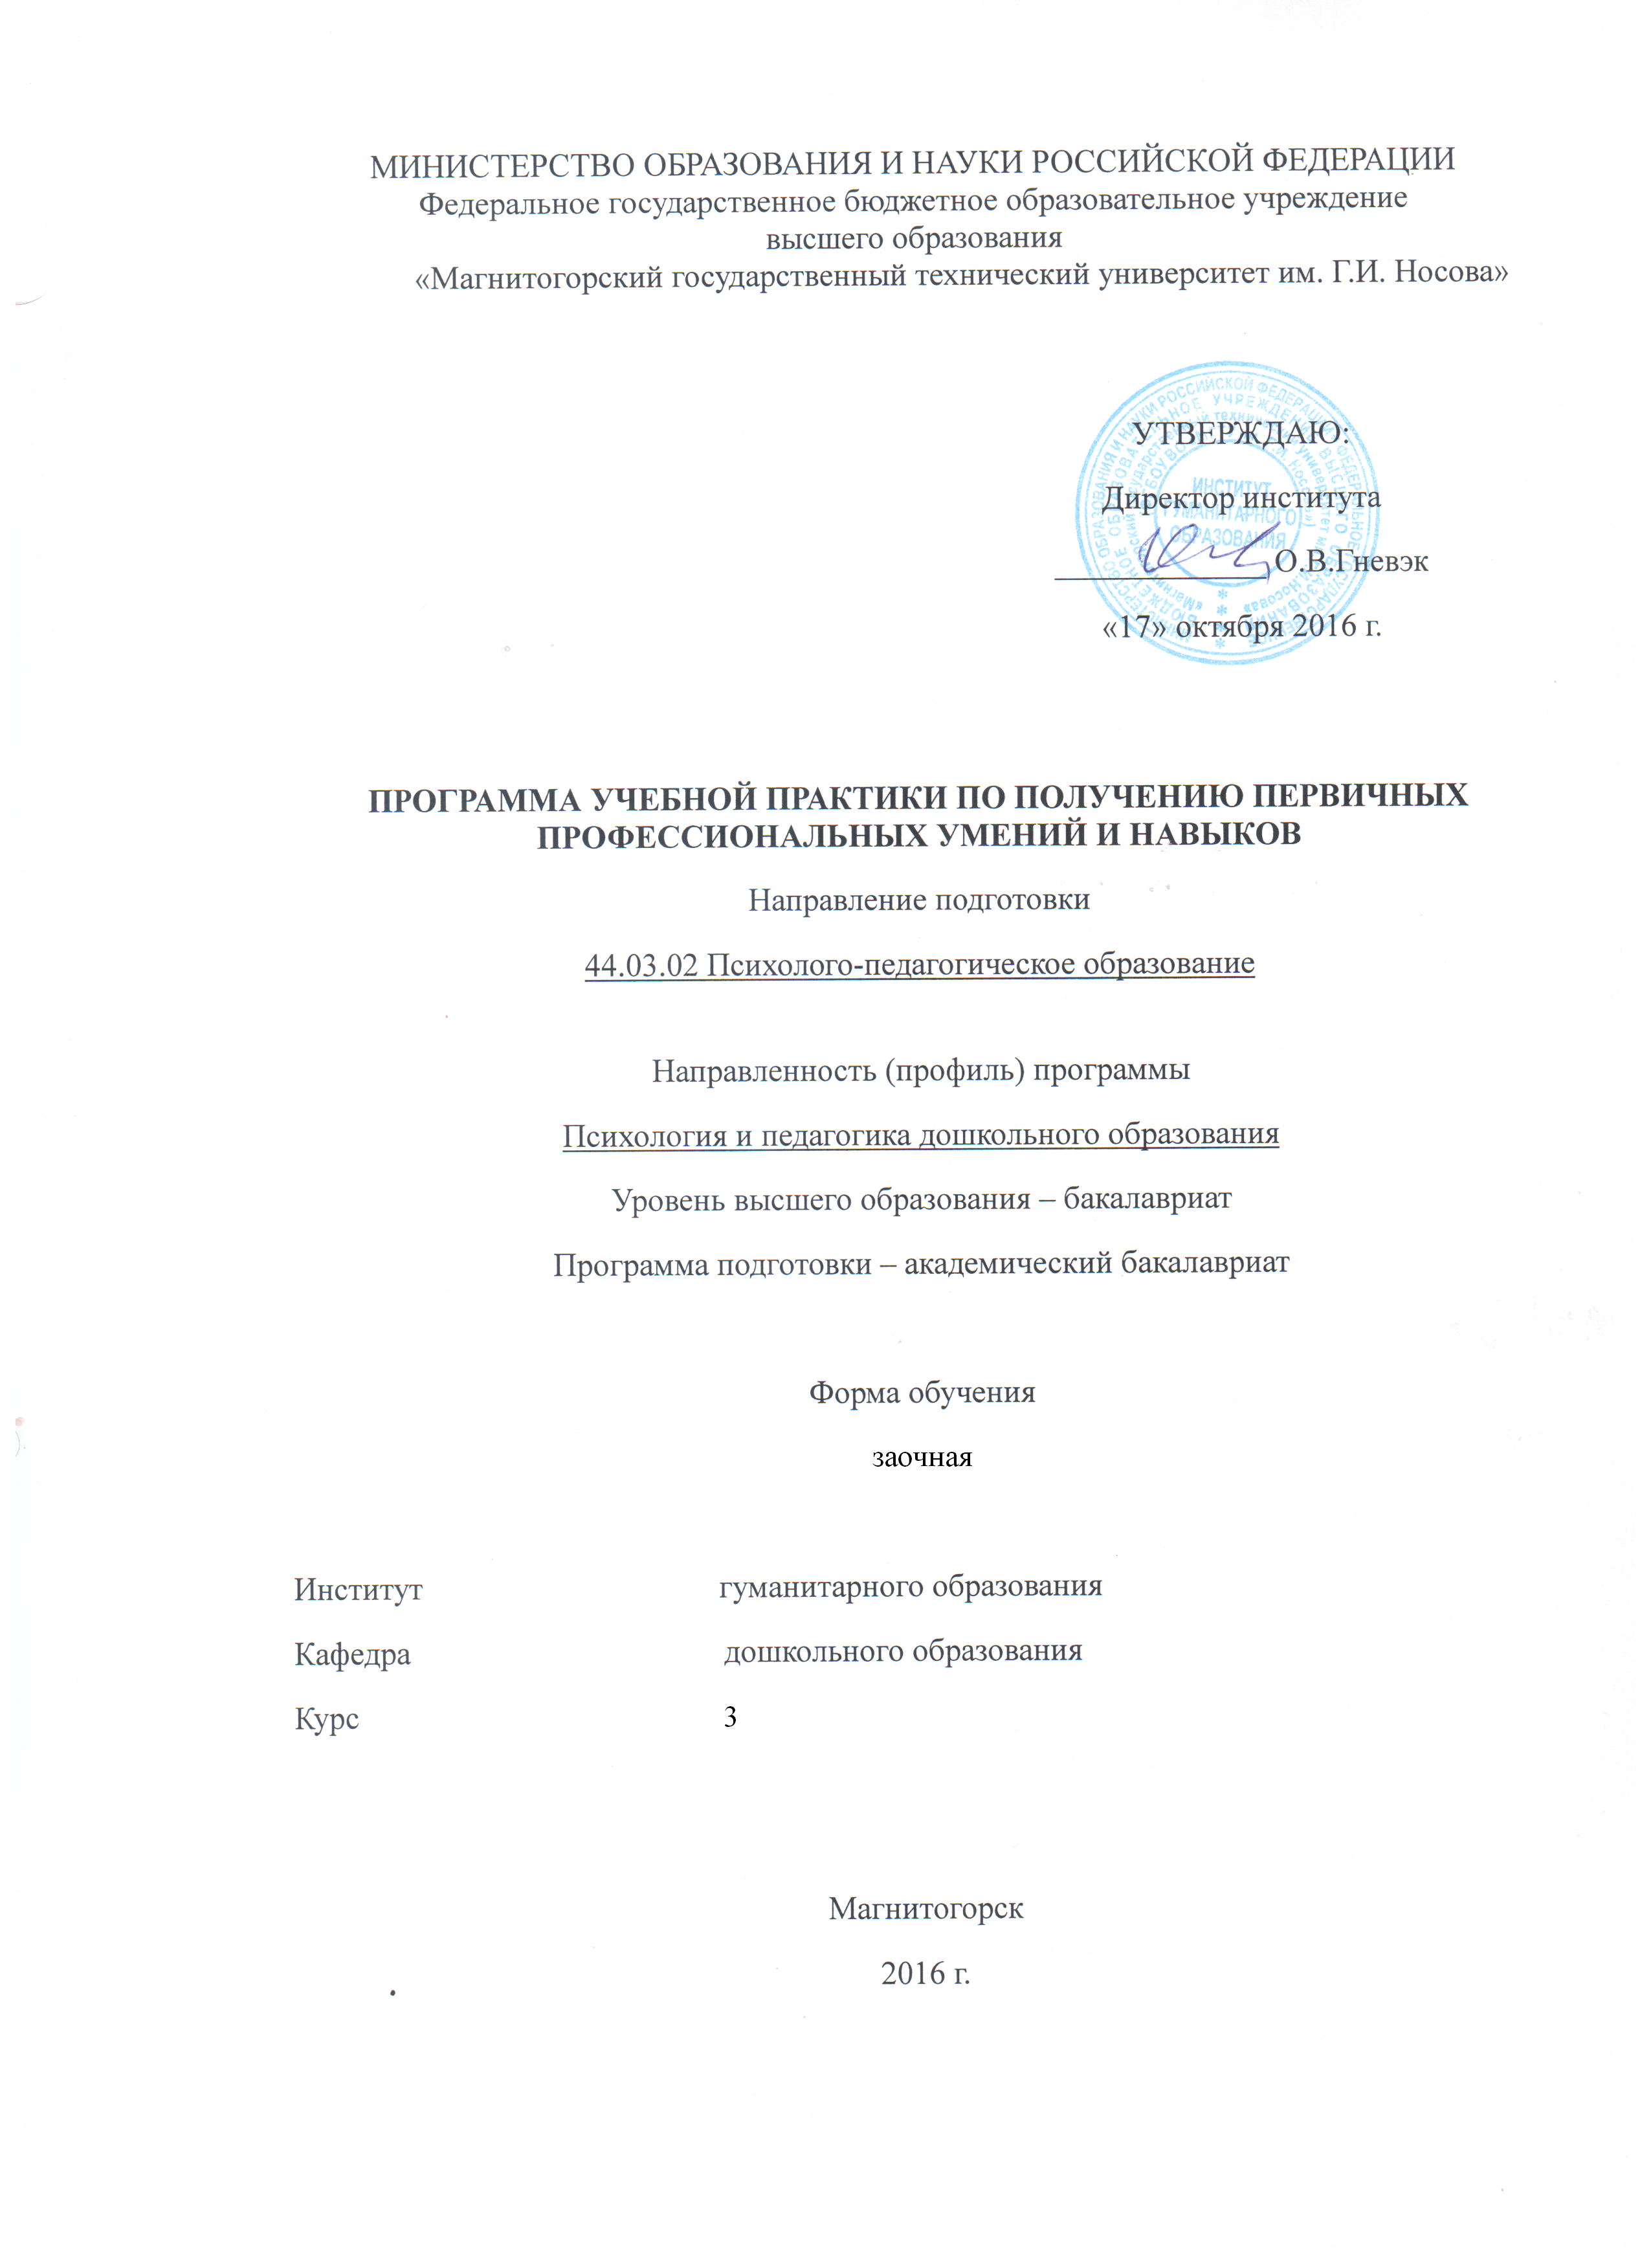 МИНИСТЕРСТВО ОБРАЗОВАНИЯ И НАУКИ РОССИЙСКОЙ ФЕДЕРАЦИИ
Федеральное государственное бюджетное образовательное учреждение
высшего образования
«Магнитогорский государственный технический университет им. Г.И. Носова»
УТВЕРЖДАЮ:
Директор института
О.В.Гневэк
«17» октября 2016 г.
ИНСТИТУТ
ГУМАНИТАРНОГО
ОБРАЗОВАНИЯ
ПРОГРАММА УЧЕБНОЙ ПРАКТИКИ ПО ПОЛУЧЕНИЮ ПЕРВИЧНЫХ
ПРОФЕССИОНАЛЬНЫХ УМЕНИЙ И НАВЫКОВ
Направление подготовки
44.03.02 Психолого-педагогическое образование
Направленность (профиль) программы
Психология и педагогика дошкольного образования
Уровень высшего образования – бакалавриат
Программа подготовки – академический бакалавриат
Форма обучения
заочная
Институт гуманитарного образования
Кафедра дошкольного образования
Курс 3
Магнитогорск
2016 г.